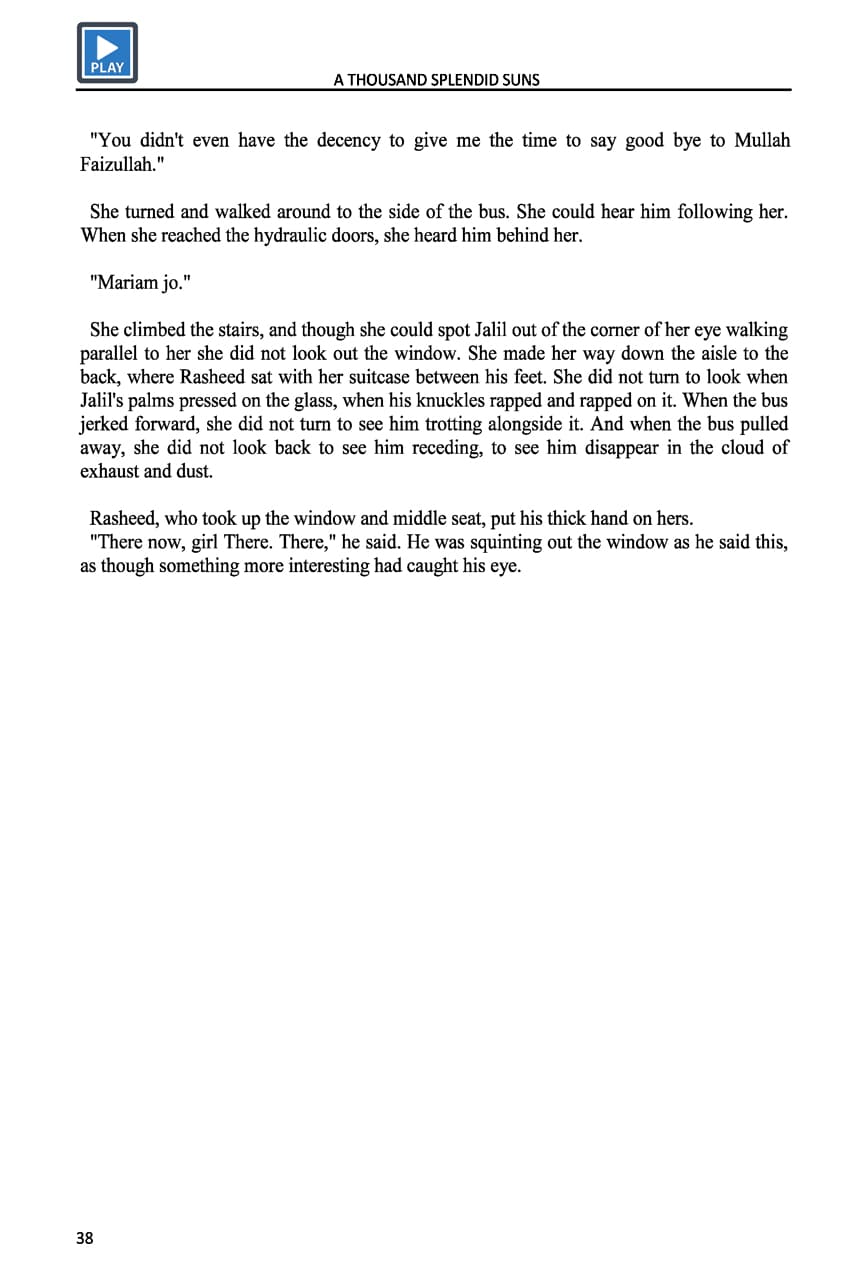 PLAY
A THOUSAND SPLENDID SUNS
"You didn't even have the decency to give me the time to say good bye to Mullah
Faizullah."
She turned and walked around to the side of the bus. She could hear him following her.
When she reached the hydraulic doors, she heard him behind her.
"Mariam jo."
She climbed the stairs, and though she could spot Jalil out of the corner of her eye walking
parallel to her she did not look out the window. She made her way down the aisle to the
back, where Rasheed sat with her suitcase between his feet. She did not turn to look when
Jalil's palms pressed on the glass, when his knuckles rapped and rapped on it. When the bus
jerked forward, she did not turn to see him trotting alongside it. And when the bus pulled
away, she did not look back to see him receding, to see him disappear in the cloud of
exhaust and dust.
Rasheed, who took up the window and middle seat, put his thick hand on hers.
"There now, girl There. There," he said. He was squinting out the window as he said this,
as though something more interesting had caught his eye.
38